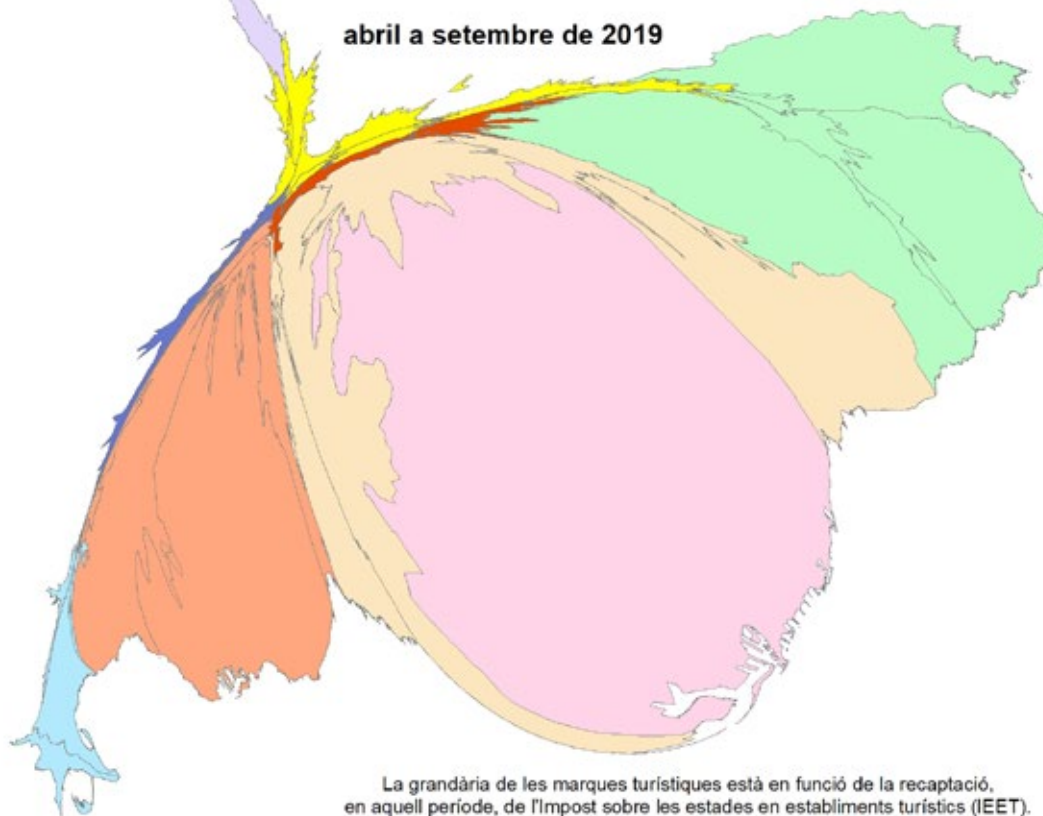 abril a setembre de 2019
La grandària de les marques turístiques està en funció de la recaptació,
en aquell període, de l'Impost sobre les estades en establiments turístics (IEET).